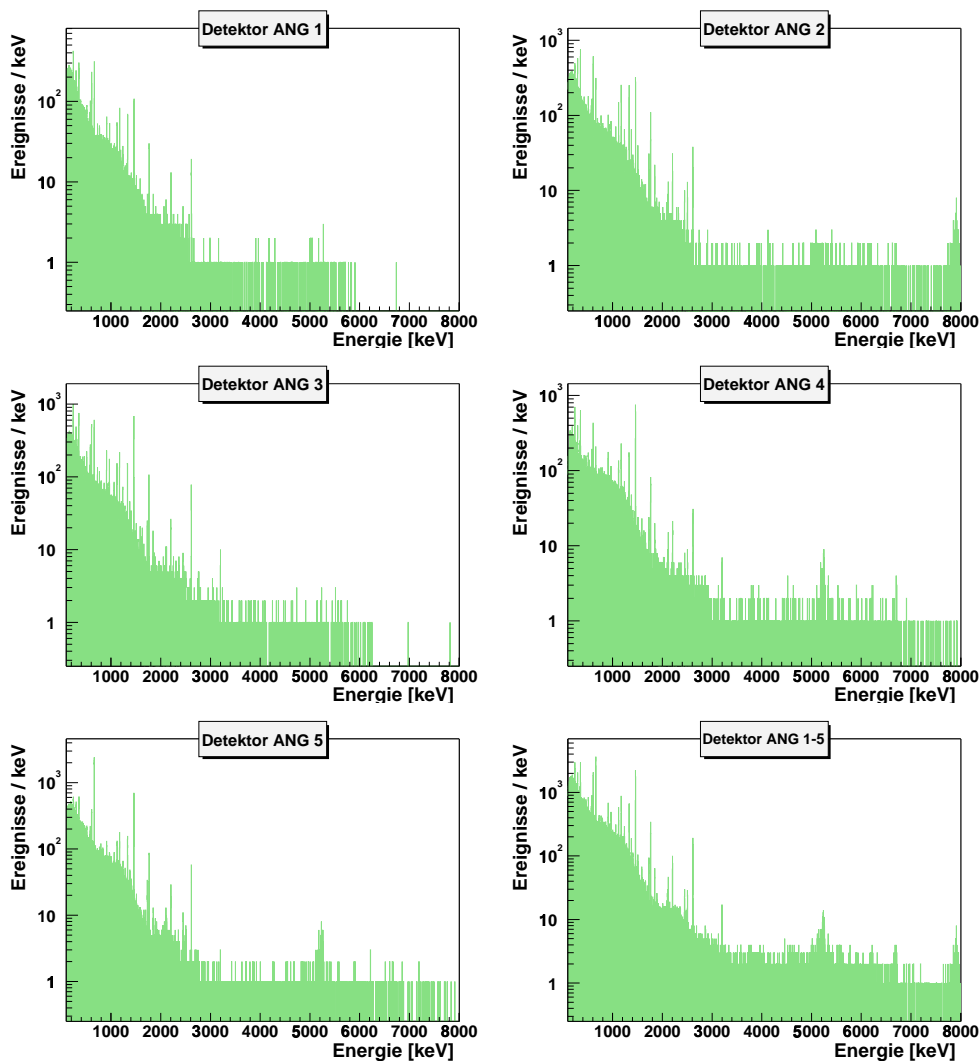 Detektor ANG 1
Ereignisse / keV
10²
10
1
1000 2000 3000 4000 5000 6000 7000 8000
Energie [keV]
Detektor ANG 2
Ereignisse / keV
10³
10²
10
1
1000 2000 3000 4000 5000 6000 7000 8000
Energie [keV]
Detektor ANG 3
Ereignisse / keV
10³
10²
10
1
1000 2000 3000 4000 5000 6000 7000 8000
Energie [keV]
Detektor ANG 4
Ereignisse / keV
10³
10²
10
1
1000 2000 3000 4000 5000 6000 7000 8000
Energie [keV]
Detektor ANG 5
Ereignisse / keV
10³
10²
10
1
1000 2000 3000 4000 5000 6000 7000 8000
Energie [keV]
Detektor ANG 1-5
Ereignisse / keV
10³
10²
10
1
1000 2000 3000 4000 5000 6000 7000 8000
Energie [keV]